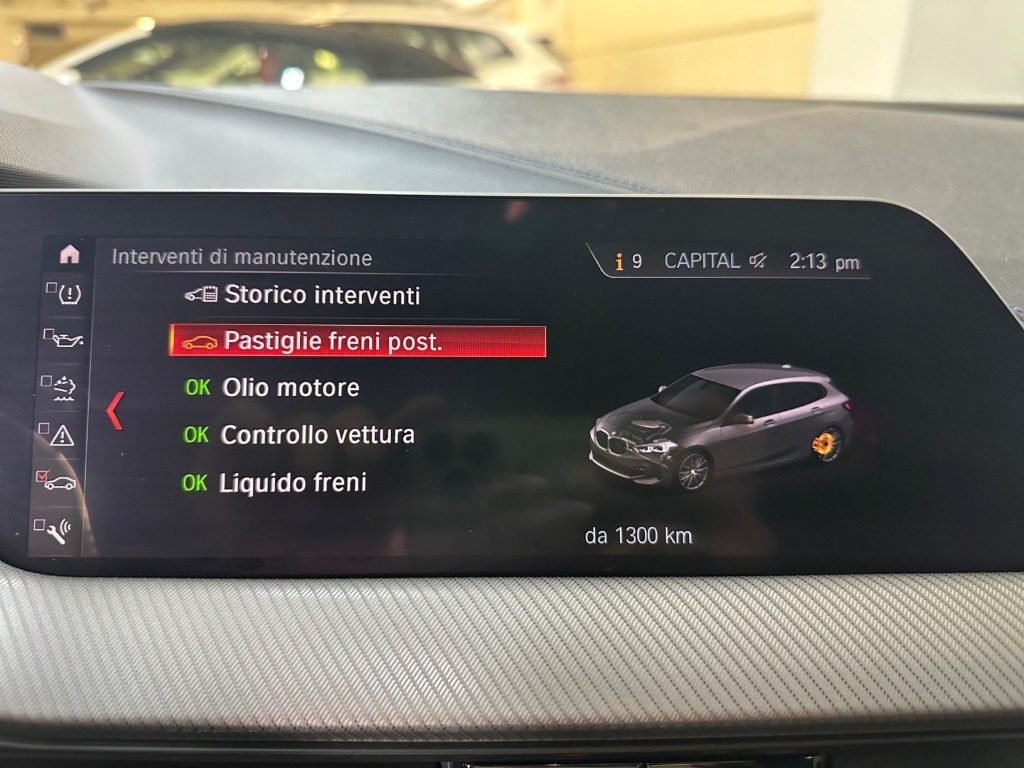 Interventi di manutenzione
i 9 CAPITAL 2:13 pm
Storico interventi
Pastiglie freni post.
OK Olio motore
OK Controllo vettura
OK Liquido freni
da 1300 km